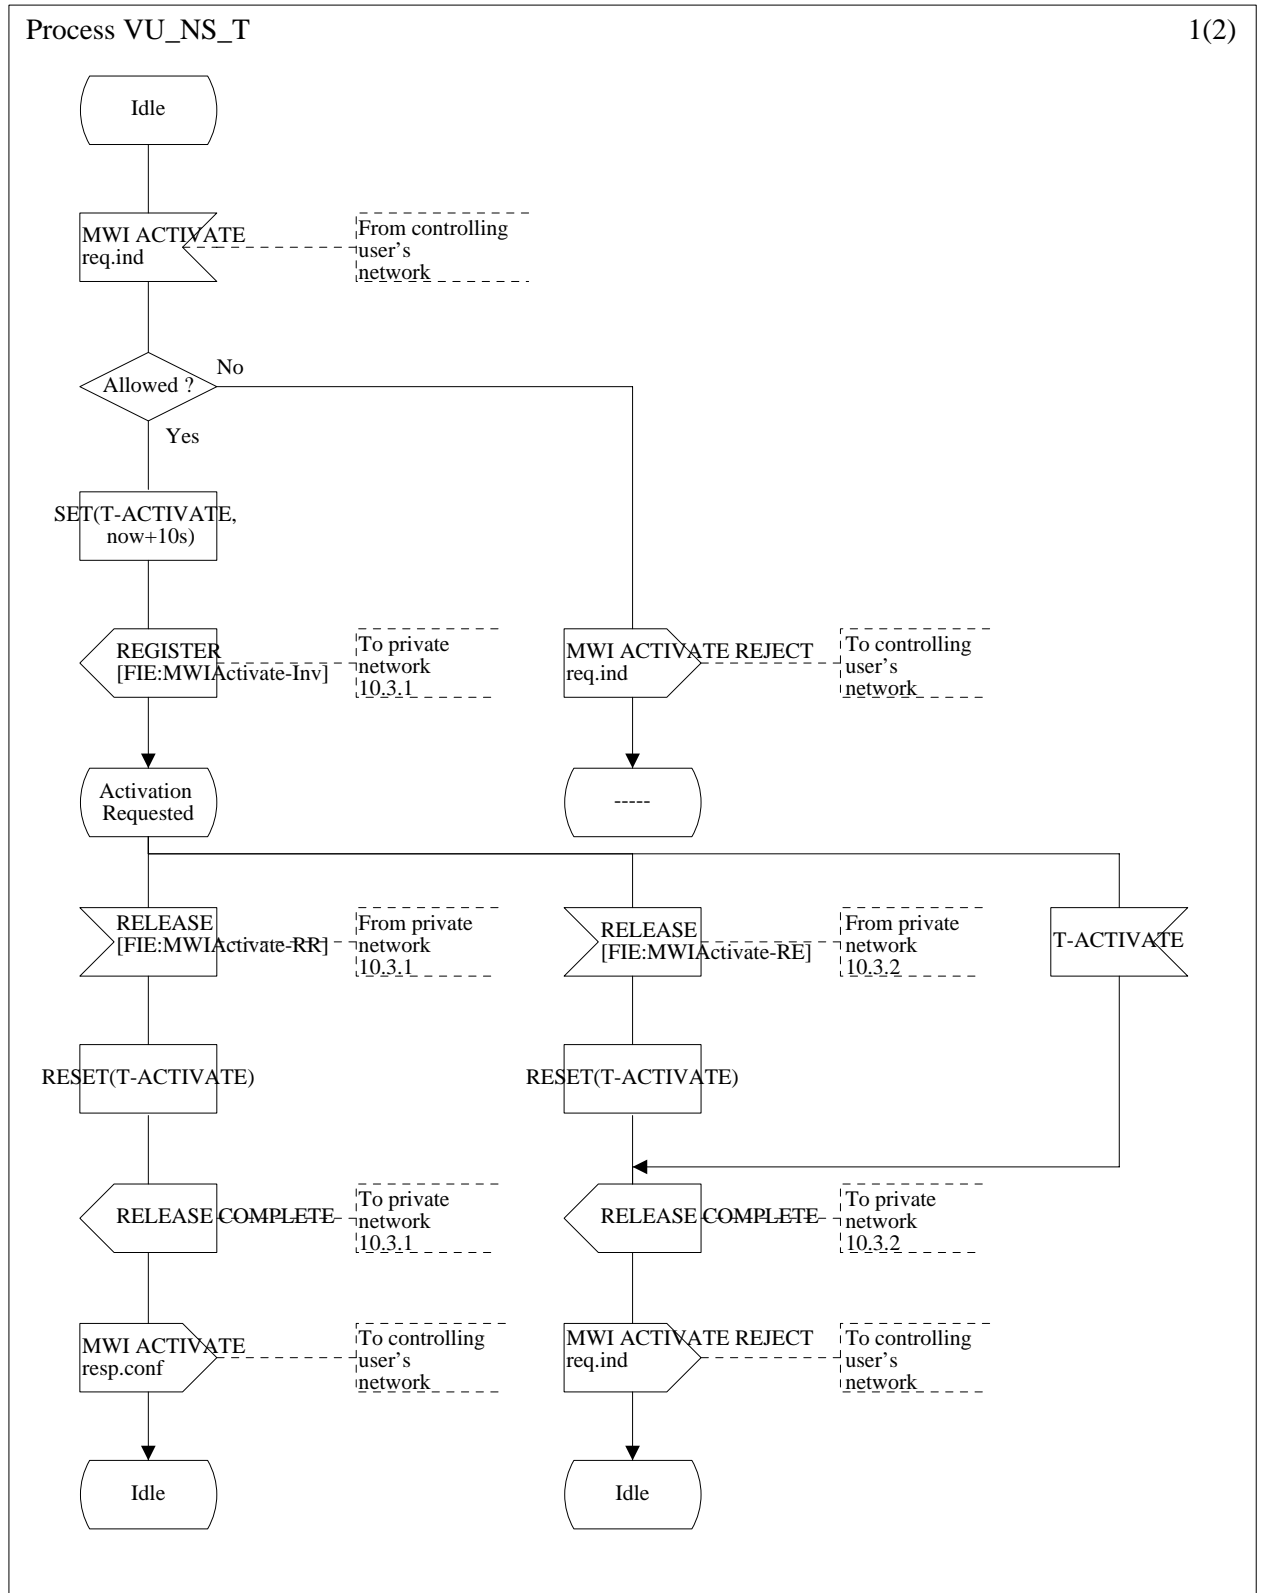 Process VU_NS_T
1(2)
Idle
MWI ACTIVATE
req.ind
From controlling
user's
network
Allowed ?
No
Yes
SET(T-ACTIVATE,
now+10s)
REGISTER
[FIE:MWIActivate-Inv]
To private
network
10.3.1
MWI ACTIVATE REJECT
req.ind
To controlling
user's
network
Activation
Requested
-----
RELEASE
[FIE:MWIActivate-RR]
From private
network
10.3.1
RELEASE
[FIE:MWIActivate-RE]
From private
network
10.3.2
T-ACTIVATE
RESET(T-ACTIVATE)
RESET(T-ACTIVATE)
RELEASE COMPLETE
To private
network
10.3.1
RELEASE COMPLETE
To private
network
10.3.2
MWI ACTIVATE
resp.conf
To controlling
user's
network
MWI ACTIVATE REJECT
req.ind
To controlling
user's
network
Idle
Idle